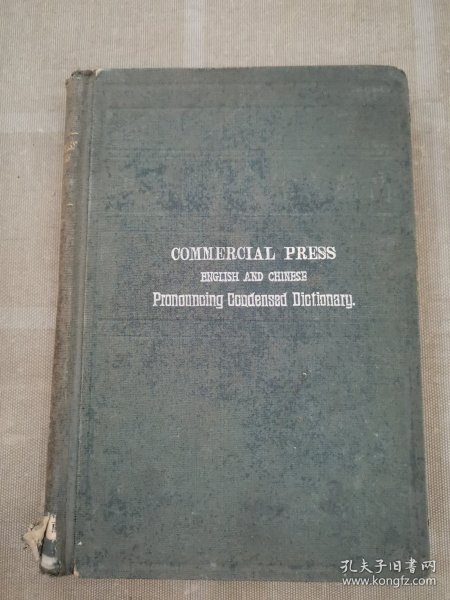 COMMERCIAL PRESS
ENGLISH AND CHINESE
Pronouncing Condensed Dictionary.
孔夫子旧书网
www.kongfz.com